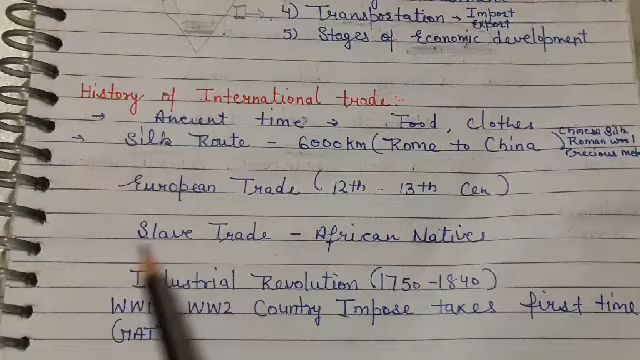 4) Transportation → Import
export
5) Stages of Economic development
History of International trade :-
→ Ancient time → Food, clothes
→ Silk Route - 6000km (Rome to China) Chinese Silk
Roman wool
Precious
European Trade (12th - 13th Cen)
Slave Trade - African Natives
Industrial Revolution (1750-1840)
WW1 WW2 Country Impose takes first time
(GAT